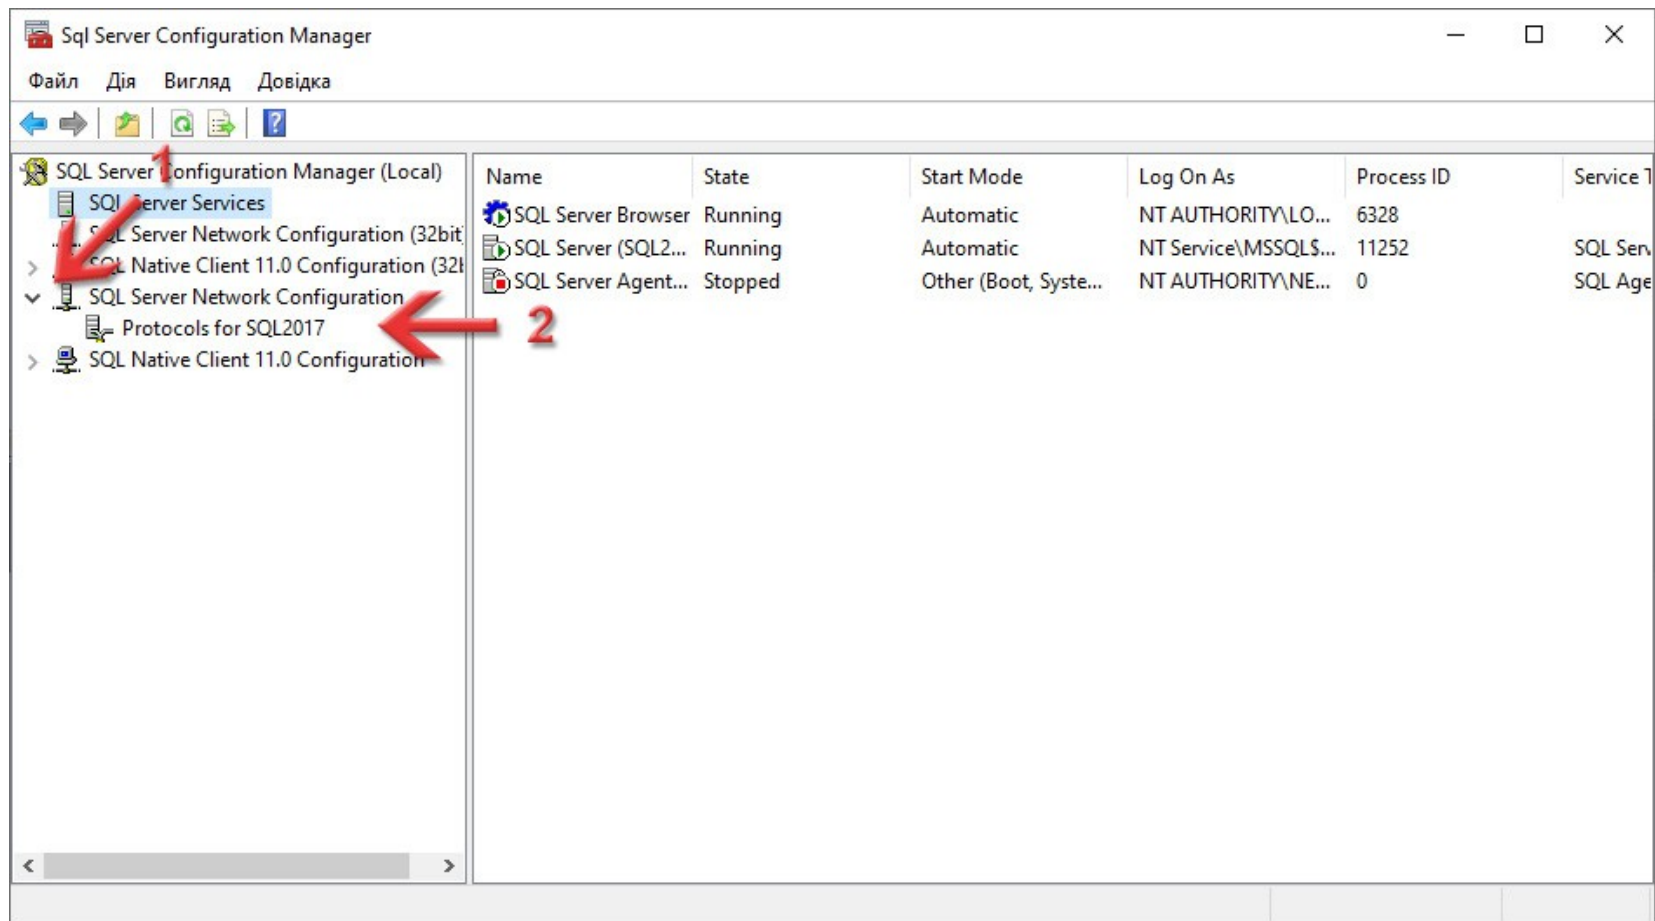 Sql Server Configuration Manager
Файл Дія Вигляд Довідка
1
SQL Server Configuration Manager (Local)
SQL Server Services
SQL Server Network Configuration (32bit)
SQL Native Client 11.0 Configuration (32b
SQL Server Network Configuration
Protocols for SQL2017
SQL Native Client 11.0 Configuration
2
Name State Start Mode Log On As Process ID Service T
SQL Server Browser Running Automatic NT AUTHORITY\LO... 6328
SQL Server (SQL2... Running Automatic NT Service\MSSQL$... 11252 SQL Serv
SQL Server Agent... Stopped Other (Boot, Syste... NT AUTHORITY\NE... 0 SQL Age